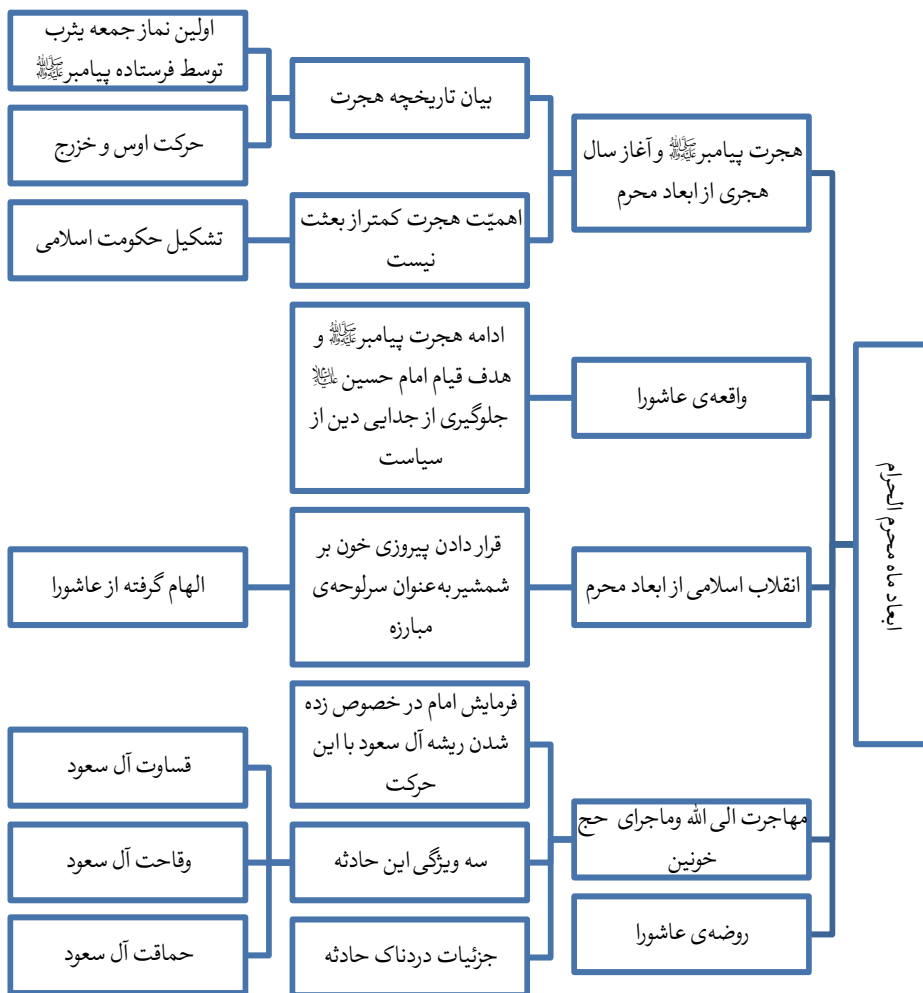 ابعاد ماه محرم الحرام
هجرت پیامبرﷺ و آغاز سال
هجری از ابعاد محرم
بیان تاریخچه هجرت
اولین نماز جمعه یثرب
توسط فرستاده پیامبرﷺ
حرکت اوس و خزرج
اهمیّت هجرت کمتر از بعثت
نیست
تشکیل حکومت اسلامی
واقعه‌ی عاشورا
ادامه هجرت پیامبرﷺ و
هدف قیام امام حسین علیه‌السلام
جلوگیری از جدایی دین از
سیاست
انقلاب اسلامی از ابعاد محرم
قرار دادن پیروزی خون بر
شمشیر به‌عنوان سرلوحه‌ی
مبارزه
الهام گرفته از عاشورا
مهاجرت الی الله وماجرای حج
خونین
فرمایش امام در خصوص زده
شدن ریشه آل سعود با این
حرکت
سه ویژگی این حادثه
قساوت آل سعود
وقاحت آل سعود
حماقت آل سعود
جزئیات دردناک حادثه
روضه‌ی عاشورا